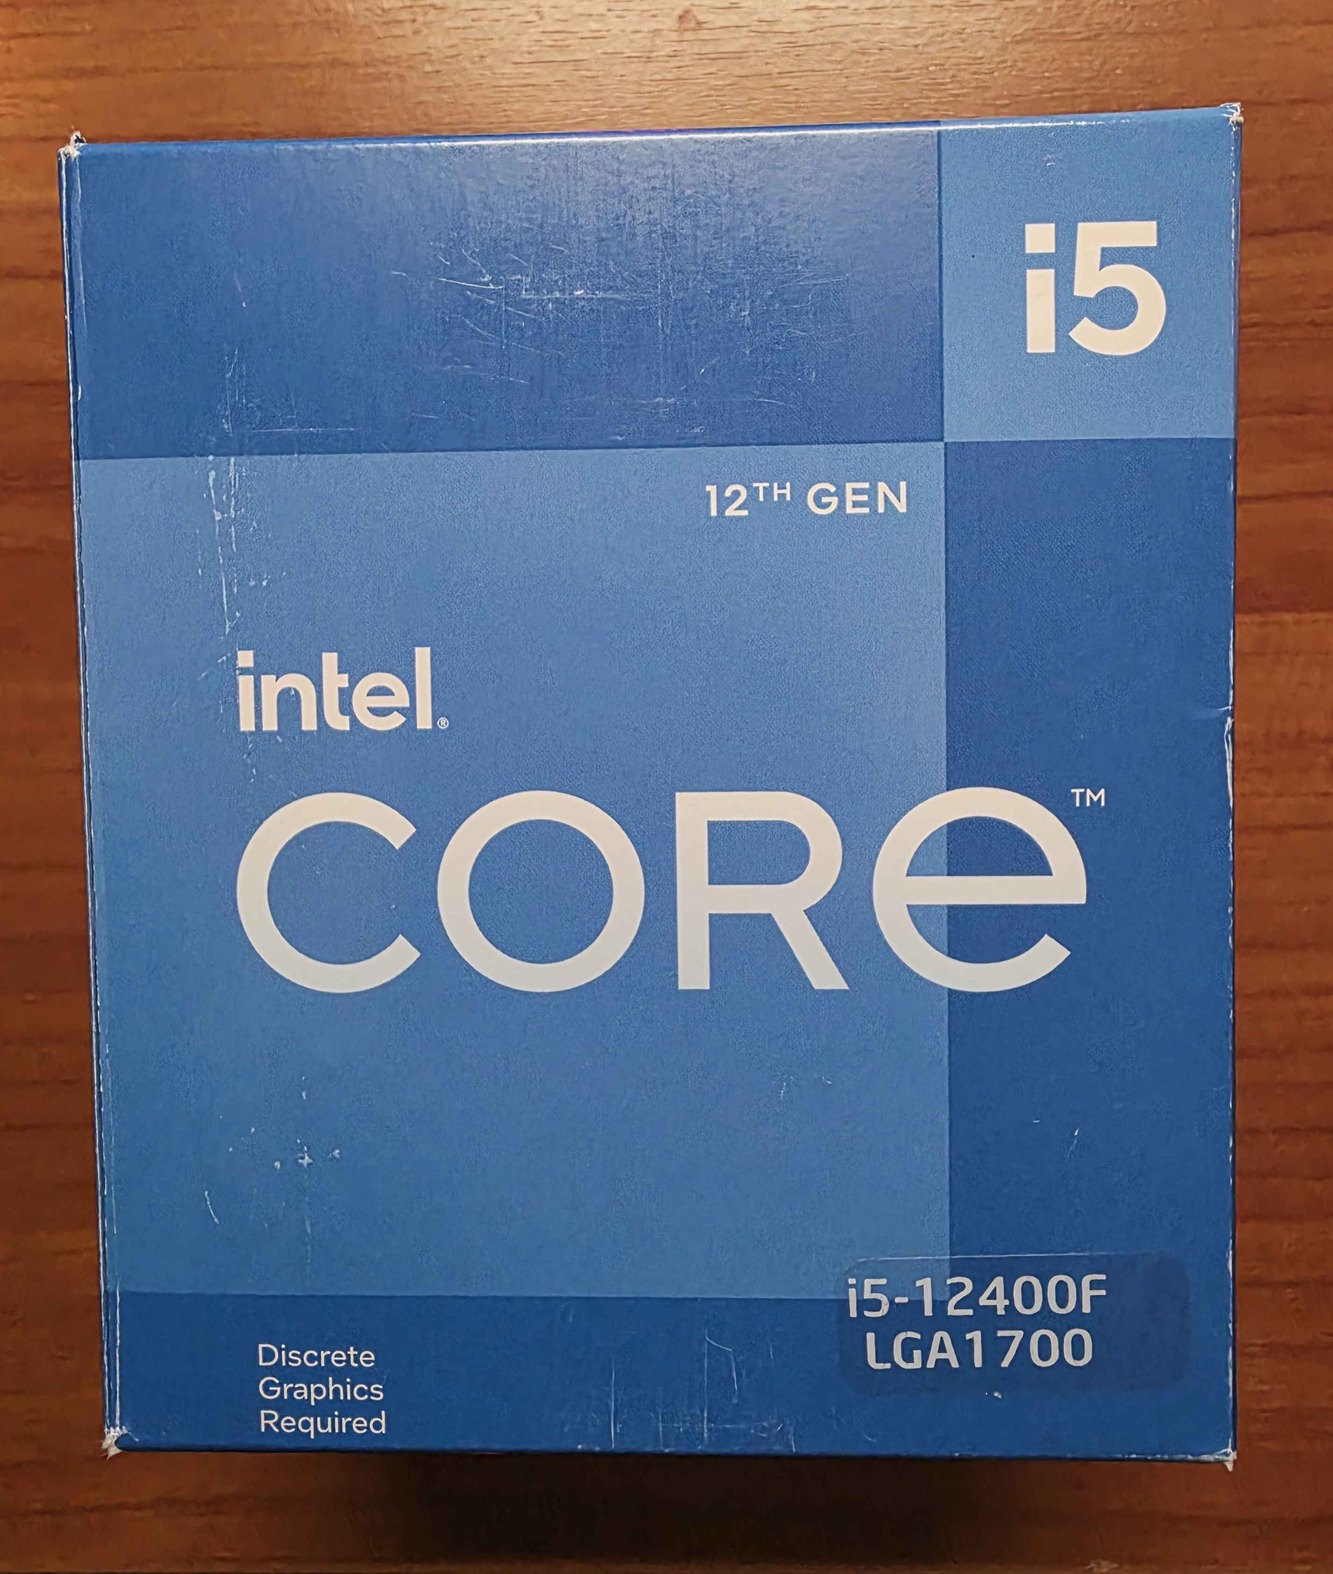 i5
12TH GEN
intel®
CORE™
i5-12400F
LGA1700
Discrete
Graphics
Required